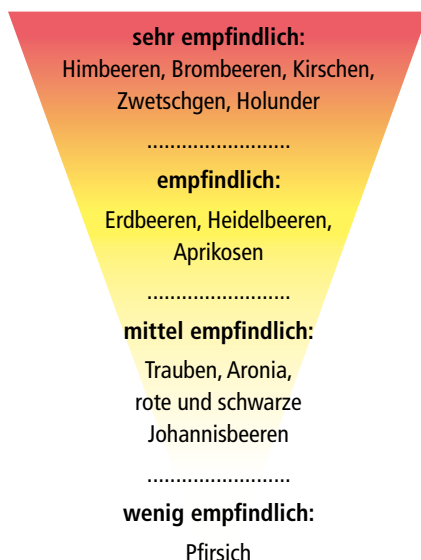 sehr empfindlich:
Himbeeren, Brombeeren, Kirschen,
Zwetschgen, Holunder
.........................
empfindlich:
Erdbeeren, Heidelbeeren,
Aprikosen
.........................
mittel empfindlich:
Trauben, Aronia,
rote und schwarze
Johannisbeeren
.........................
wenig empfindlich:
Pfirsich